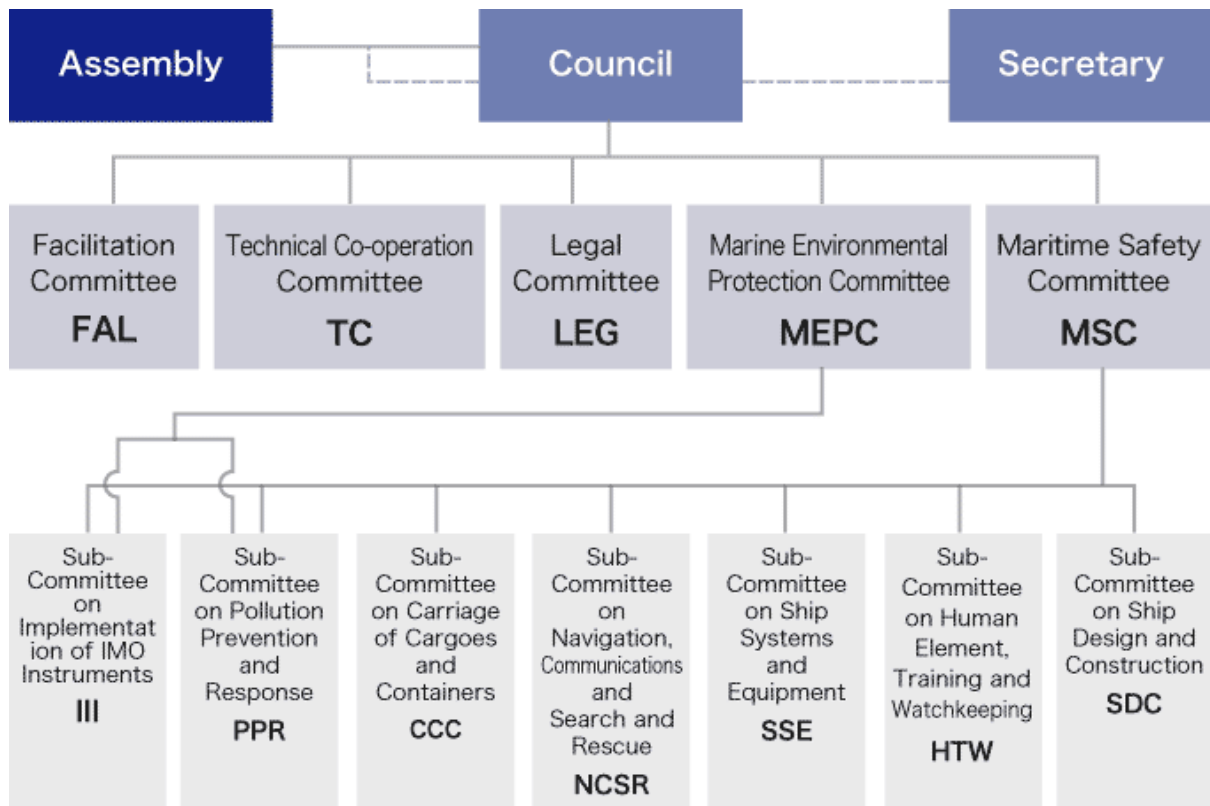 Assembly
Council
Secretary
Facilitation
Committee
FAL
Technical Co-operation
Committee
TC
Legal
Committee
LEG
Marine Environmental
Protection Committee
MEPC
Maritime Safety
Committee
MSC
Sub-
Committee
on
Implementat
ion of IMO
Instruments
III
Sub-
Committee
on Pollution
Prevention
and
Response
PPR
Sub-
Committee
on Carriage
of Cargoes
and
Containers
CCC
Sub-
Committee
on
Navigation,
Communications
and
Search and
Rescue
NCSR
Sub-
Committee
on Ship
Systems
and
Equipment
SSE
Sub-
Committee
on Human
Element,
Training and
Watchkeeping
HTW
Sub-
Committee
on Ship
Design and
Construction
SDC